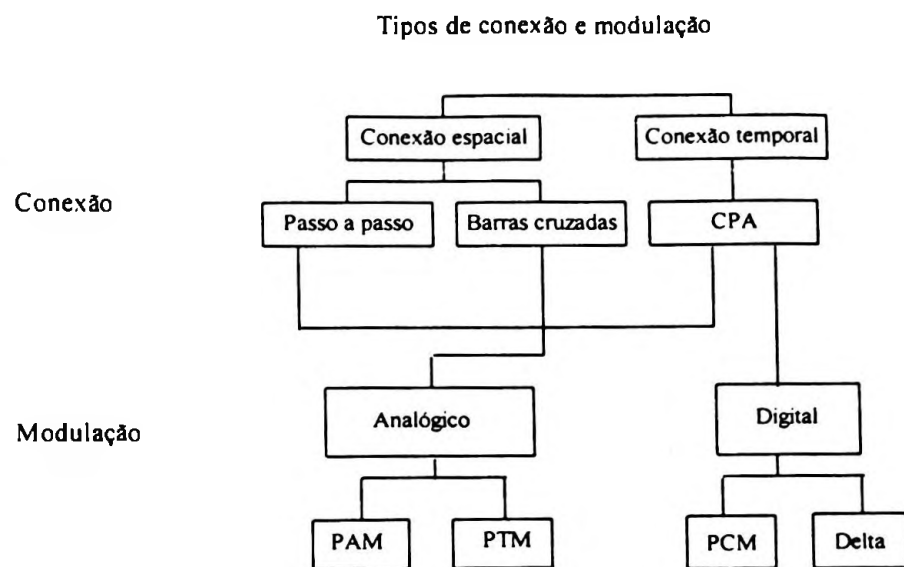 Tipos de conexão e modulação
Conexão espacial
Conexão temporal
Conexão
Passo a passo
Barras cruzadas
CPA
Modulação
Analógico
Digital
PAM
PTM
PCM
Delta